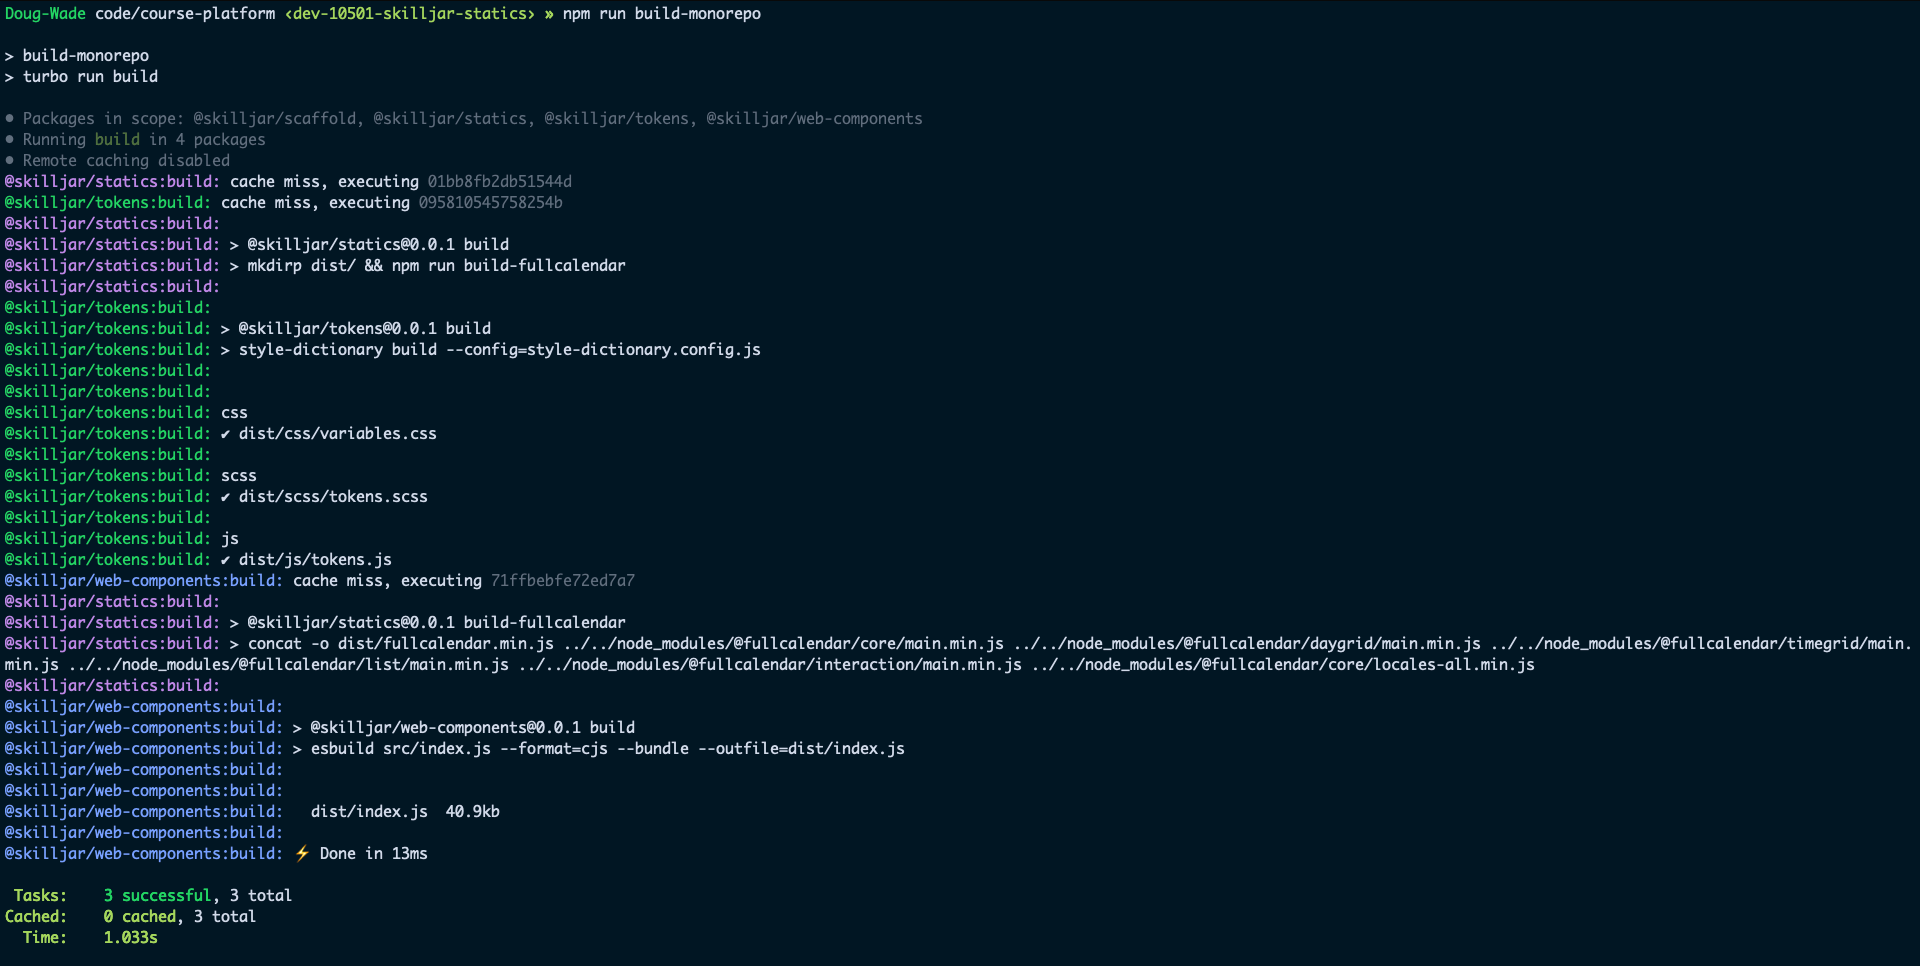 Doug-Wade code/course-platform ‹dev-10501-skilljar-statics› » npm run build-monorepo
> build-monorepo
> turbo run build
• Packages in scope: @skilljar/scaffold, @skilljar/statics, @skilljar/tokens, @skilljar/web-components
• Running build in 4 packages
• Remote caching disabled
@skilljar/statics:build: cache miss, executing 01bb8fb2db51544d
@skilljar/tokens:build: cache miss, executing 095810545758254b
@skilljar/statics:build:
@skilljar/statics:build: > @skilljar/statics@0.0.1 build
@skilljar/statics:build: > mkdirp dist/ && npm run build-fullcalendar
@skilljar/statics:build:
@skilljar/tokens:build:
@skilljar/tokens:build: > @skilljar/tokens@0.0.1 build
@skilljar/tokens:build: > style-dictionary build --config=style-dictionary.config.js
@skilljar/tokens:build:
@skilljar/tokens:build:
@skilljar/tokens:build: css
@skilljar/tokens:build: ✔ dist/css/variables.css
@skilljar/tokens:build:
@skilljar/tokens:build: scss
@skilljar/tokens:build: ✔ dist/scss/tokens.scss
@skilljar/tokens:build:
@skilljar/tokens:build: js
@skilljar/tokens:build: ✔ dist/js/tokens.js
@skilljar/web-components:build: cache miss, executing 71ffbebfe72ed7a7
@skilljar/statics:build:
@skilljar/statics:build: > @skilljar/statics@0.0.1 build-fullcalendar
@skilljar/statics:build: > concat -o dist/fullcalendar.min.js ../../node_modules/@fullcalendar/core/main.min.js ../../node_modules/@fullcalendar/daygrid/main.min.js ../../node_modules/@fullcalendar/timegrid/main.
min.js ../../node_modules/@fullcalendar/list/main.min.js ../../node_modules/@fullcalendar/interaction/main.min.js ../../node_modules/@fullcalendar/core/locales-all.min.js
@skilljar/statics:build:
@skilljar/web-components:build:
@skilljar/web-components:build: > @skilljar/web-components@0.0.1 build
@skilljar/web-components:build: > esbuild src/index.js --format=cjs --bundle --outfile=dist/index.js
@skilljar/web-components:build:
@skilljar/web-components:build:
@skilljar/web-components:build: dist/index.js 40.9kb
@skilljar/web-components:build:
@skilljar/web-components:build: ⚡ Done in 13ms
Tasks: 3 successful, 3 total
Cached: 0 cached, 3 total
Time: 1.033s